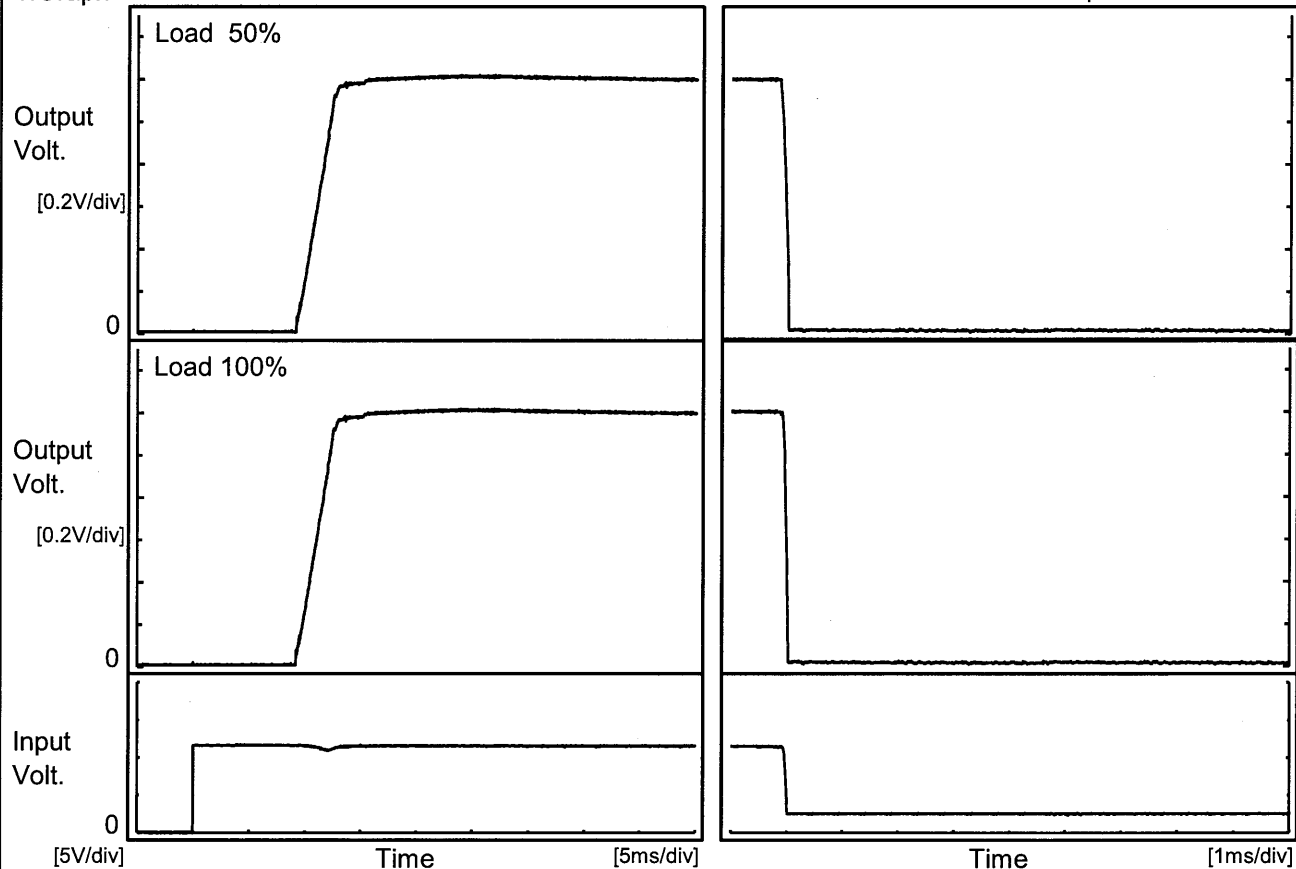 Load 50%
Output
Volt.
[0.2V/div]
0
Load 100%
Output
Volt.
[0.2V/div]
0
Input
Volt.
0
[5V/div]
Time
[5ms/div]
Time
[1ms/div]